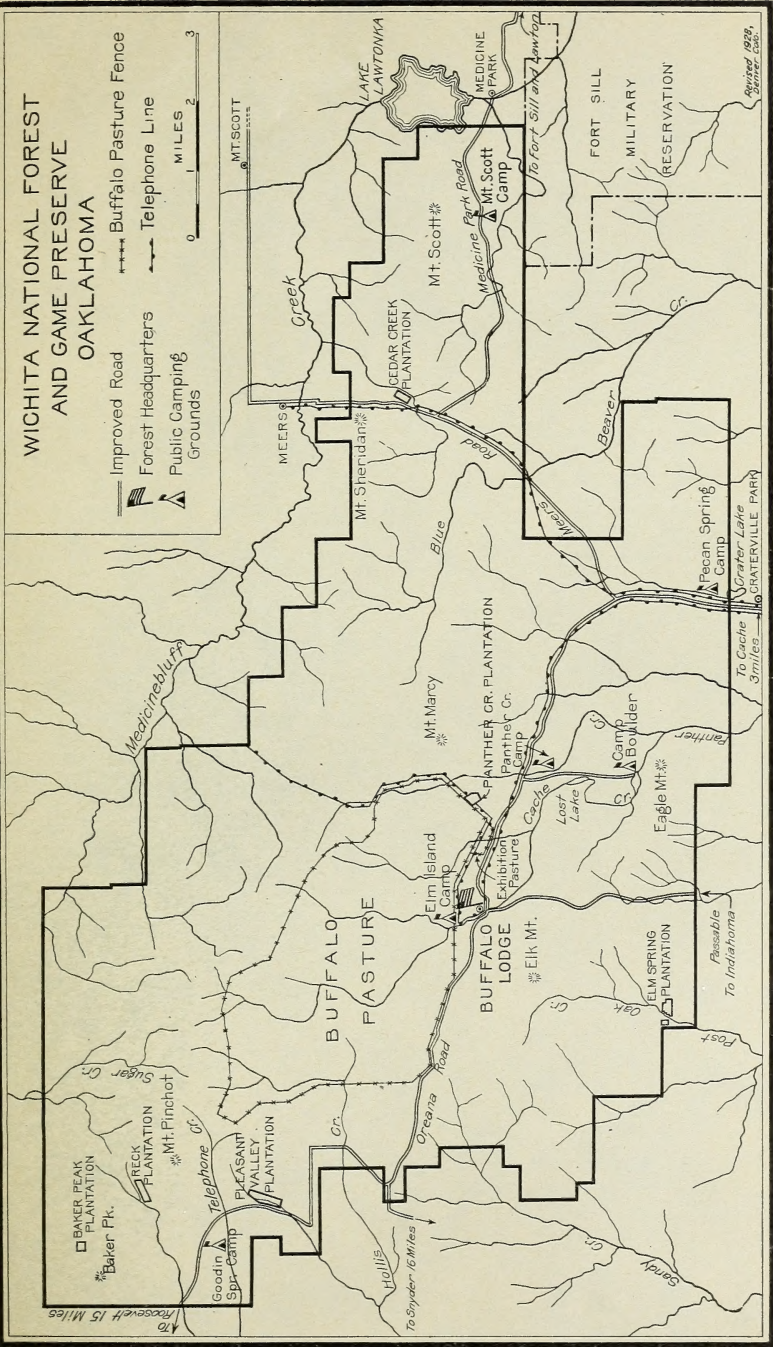 WICHITA NATIONAL FOREST
AND GAME PRESERVE
OAKLAHOMA
Improved Road
Forest Headquarters
Public Camping
Grounds
Buffalo Pasture Fence
Telephone Line
MILES
0 1 2 3
To Roosevelt 15 Miles
BAKER PEAK
PLANTATION
Baker Pk.
RECK
PLANTATION
Mt. Pinchot
Sugar
Cr.
Telephone
Cr.
PLEASANT
VALLEY
PLANTATION
Goodin
Spr. Camp
Hollis
Cr.
To Snyder 16 Miles
Oreana
Road
Sandy
Cr.
BUFFALO
PASTURE
Elm Island
Camp
BUFFALO
LODGE
Exhibition
Pasture
Elk Mt.
ELM SPRING
PLANTATION
Post
Oak
Cr.
Passable
To Indiahoma
Medicinebluff
Creek
Mt. Marcy
PANTHER CR. PLANTATION
Panther Cr.
Camp
Cache
Cr.
Lost
Lake
Camp
Boulder
Eagle Mt.
Panther
Cr.
Blue
Beaver
Cr.
MEERS
Mt. Sheridan
CEDAR CREEK
PLANTATION
Meers
Road
Pecan Spring
Camp
Crater Lake
CRATERVILLE PARK
To Cache
3 miles
MT. SCOTT
LAKE
LAWTONKA
MEDICINE
PARK
Mt. Scott
Medicine Park Road
Mt. Scott
Camp
To Fort Sill and Lawton
FORT SILL
MILITARY
RESERVATION
Revised 1928,
Denver Colo.